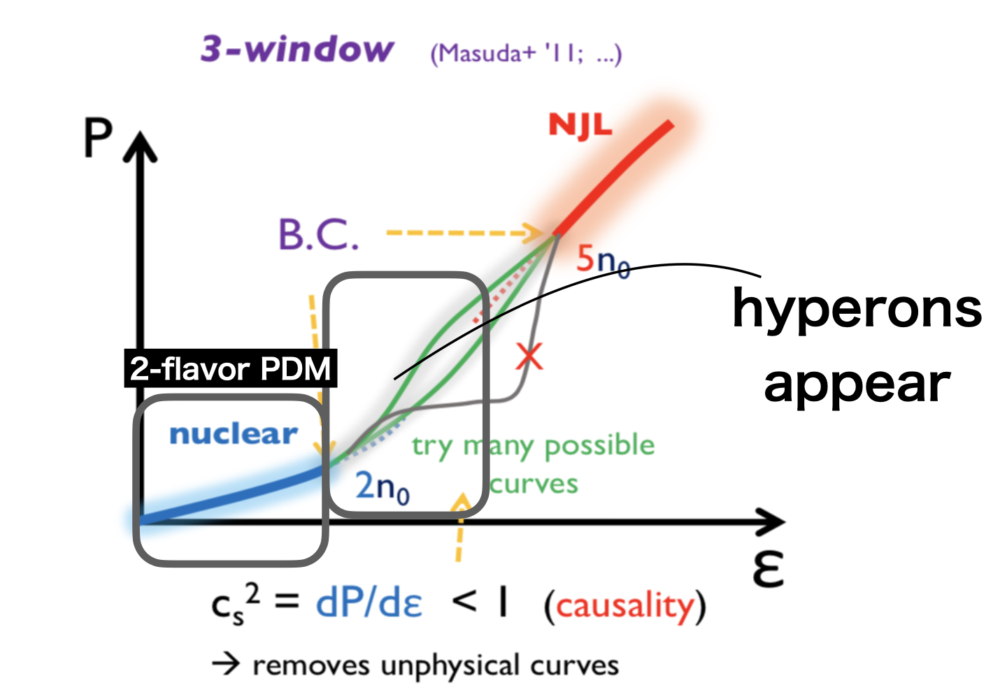 3-window (Masuda+ '11; ...)
P
NJL
B.C.
5n₀
hyperons
appear
2-flavor PDM
nuclear
try many possible
curves
2n₀
X
ε
cₛ² = dP/dε < 1 (causality)
→ removes unphysical curves